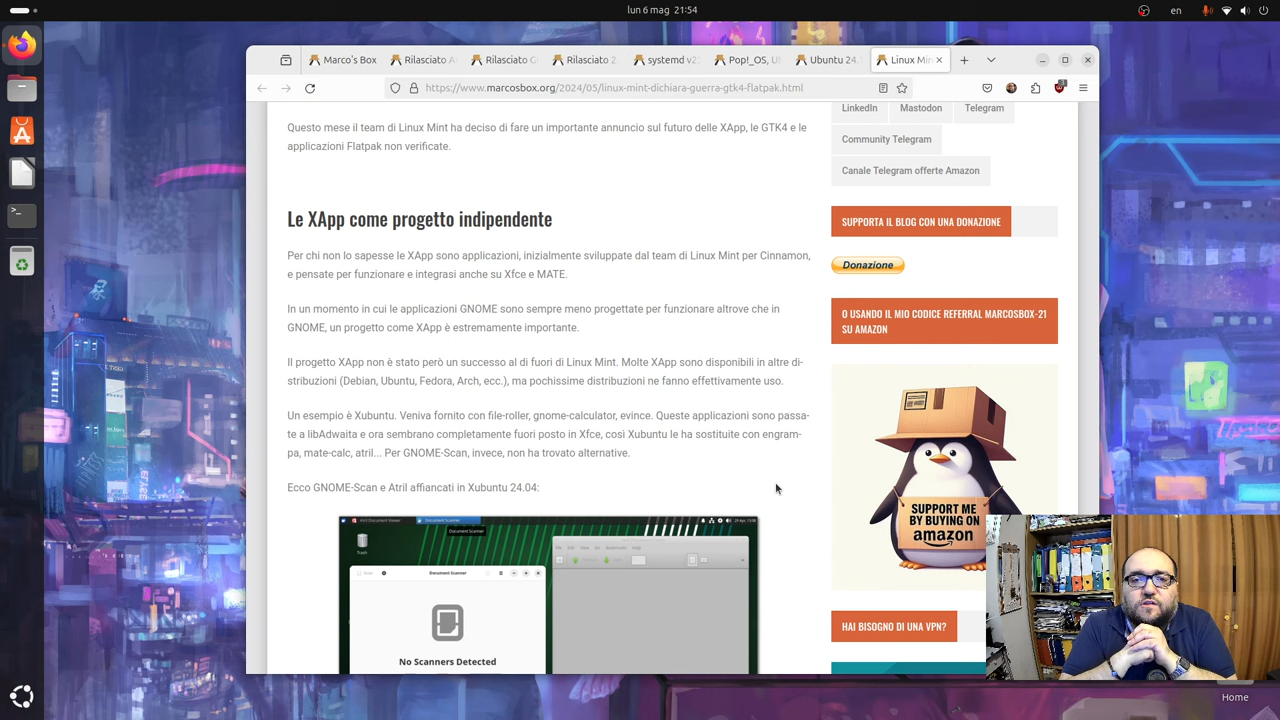 lun 6 mag 21:54
en
Marco's Box
Rilasciato
Rilasciato
Rilasciato 2
systemd v2
Pop!_OS, U
Ubuntu 24.
Linux Min
https://www.marcosbox.org/2024/05/linux-mint-dichiara-guerra-gtk4-flatpak.html
3
Questo mese il team di Linux Mint ha deciso di fare un importante annuncio sul futuro delle XApp, le GTK4 e le
applicazioni Flatpak non verificate.
Le XApp come progetto indipendente
Per chi non lo sapesse le XApp sono applicazioni, inizialmente sviluppate dal team di Linux Mint per Cinnamon,
e pensate per funzionare e integrasi anche su Xfce e MATE.
In un momento in cui le applicazioni GNOME sono sempre meno progettate per funzionare altrove che in
GNOME, un progetto come XApp è estremamente importante.
Il progetto XApp non è stato però un successo al di fuori di Linux Mint. Molte XApp sono disponibili in altre di-
stribuzioni (Debian, Ubuntu, Fedora, Arch, ecc.), ma pochissime distribuzioni ne fanno effettivamente uso.
Un esempio è Xubuntu. Veniva fornito con file-roller, gnome-calculator, evince. Queste applicazioni sono passa-
te a libAdwaita e ora sembrano completamente fuori posto in Xfce, così Xubuntu le ha sostituite con engram-
pa, mate-calc, atril... Per GNOME-Scan, invece, non ha trovato alternative.
Ecco GNOME-Scan e Atril affiancati in Xubuntu 24.04:
Atril Document Viewer
Document Scanner
Document Scanner
Trash
Document Scanner
No Scanners Detected
LinkedIn
Mastodon
Telegram
Community Telegram
Canale Telegram offerte Amazon
SUPPORTA IL BLOG CON UNA DONAZIONE
Donazione
O USANDO IL MIO CODICE REFERRAL MARCOSBOX-21
SU AMAZON
SUPPORT ME
BY BUYING ON
amazon
HAI BISOGNO DI UNA VPN?
Home